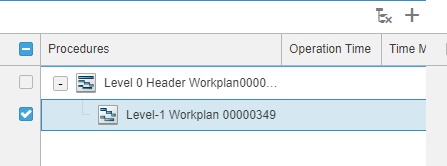 Procedures Operation Time Time M
Level 0 Header Workplan0000...
Level-1 Workplan 00000349